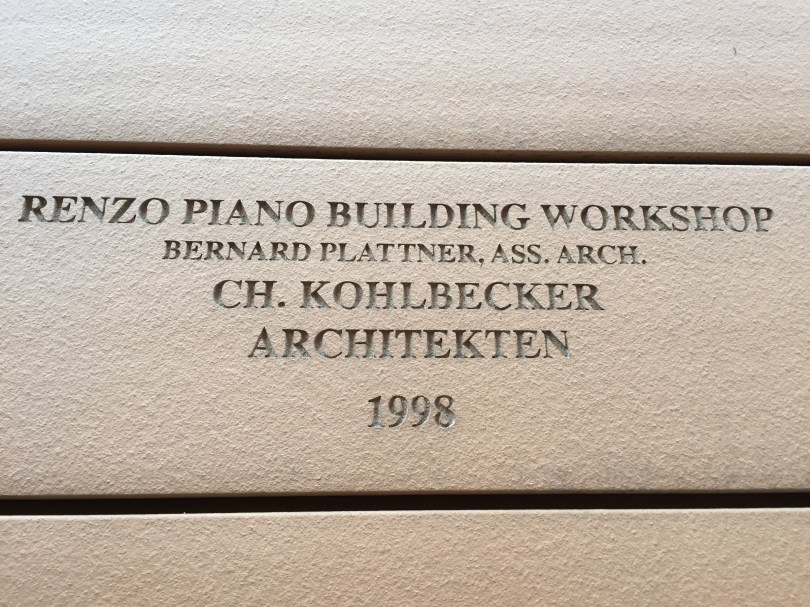 RENZO PIANO BUILDING WORKSHOP
BERNARD PLATTNER, ASS. ARCH.
CH. KOHLBECKER
ARCHITEKTEN
1998